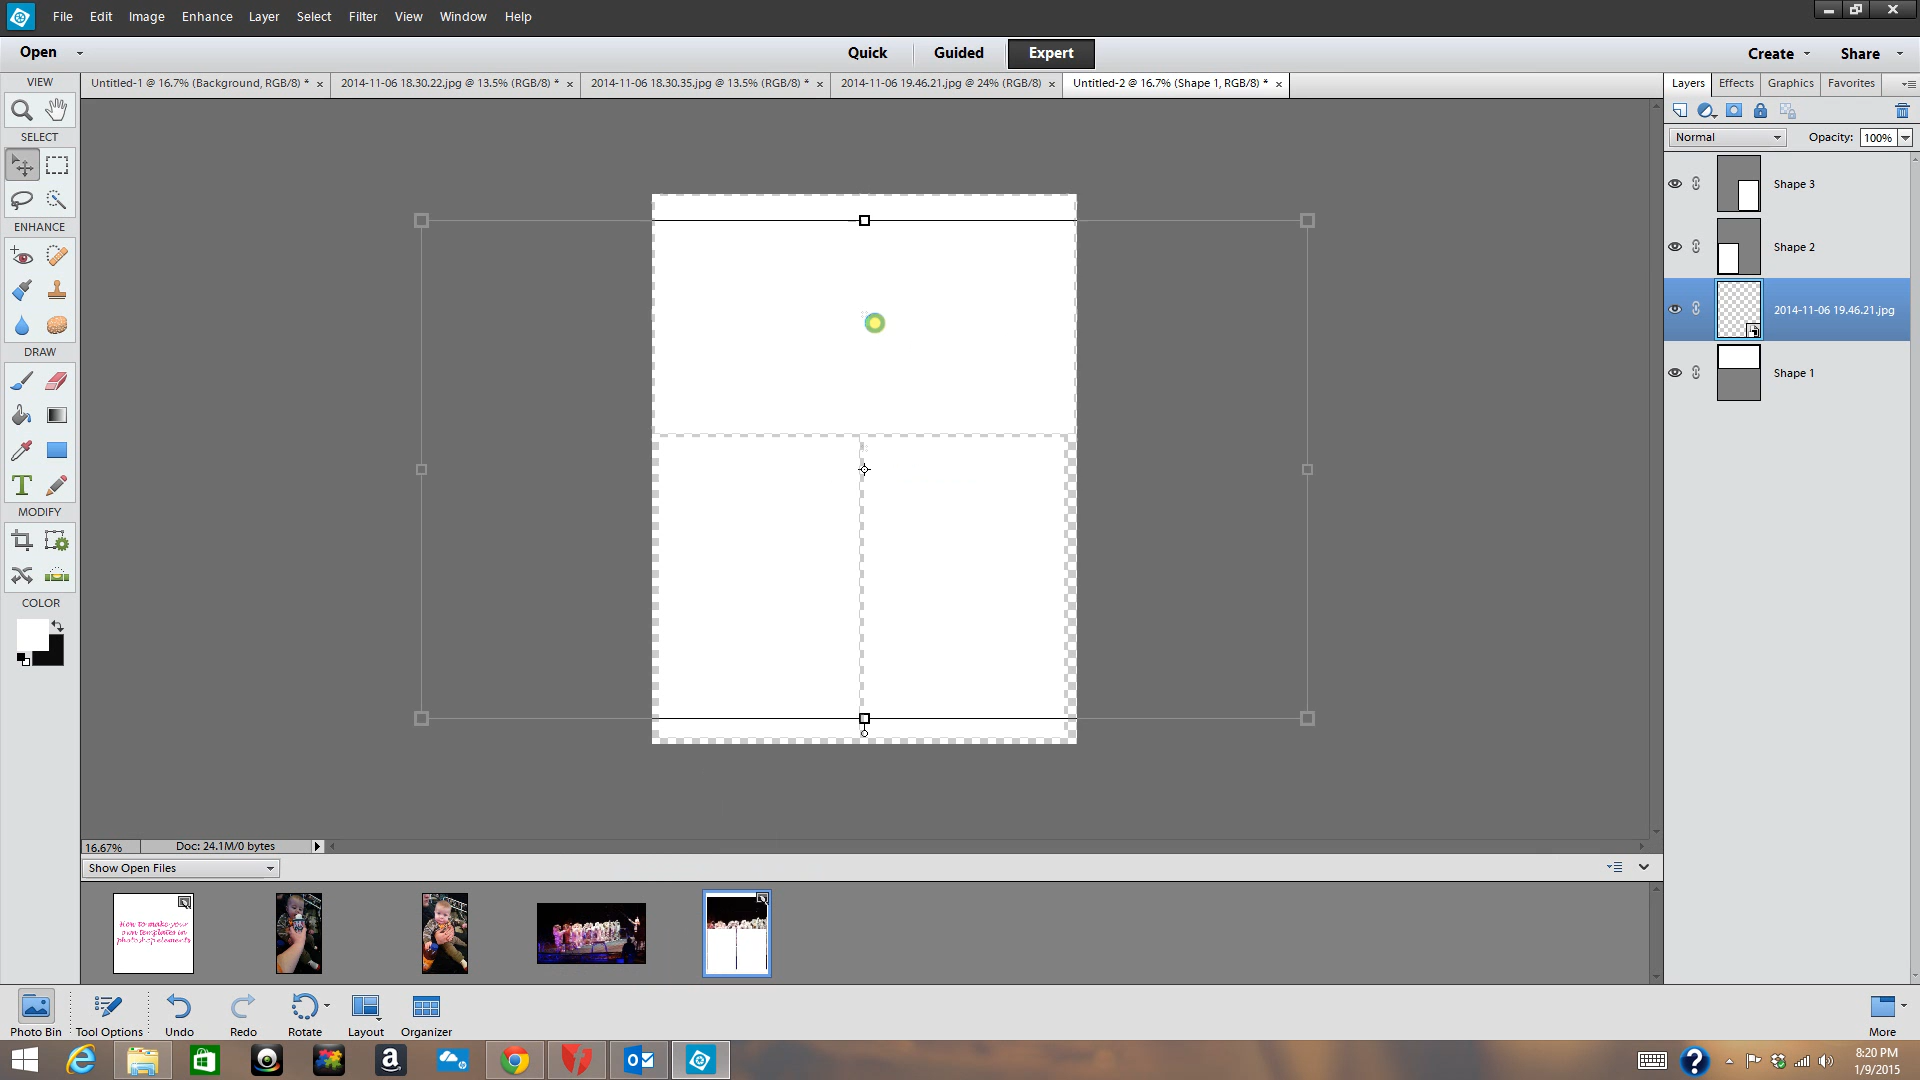 File Edit Image Enhance Layer Select Filter View Window Help
Open Quick Guided Expert Create Share
VIEW
Untitled-1 @ 16.7% (Background, RGB/8) * × 2014-11-06 18.30.22.jpg @ 13.5% (RGB/8) * × 2014-11-06 18.30.35.jpg @ 13.5% (RGB/8) * × 2014-11-06 19.46.21.jpg @ 24% (RGB/8) × Untitled-2 @ 16.7% (Shape 1, RGB/8) * ×
Layers Effects Graphics Favorites
SELECT
Normal Opacity: 100%
Shape 3
ENHANCE
Shape 2
2014-11-06 19.46.21.jpg
DRAW
Shape 1
T
MODIFY
COLOR
16.67% Doc: 24.1M/0 bytes
Show Open Files
How to make your
own templates in
photoshop elements
Photo Bin Tool Options Undo Redo Rotate Layout Organizer More
8:20 PM
1/9/2015